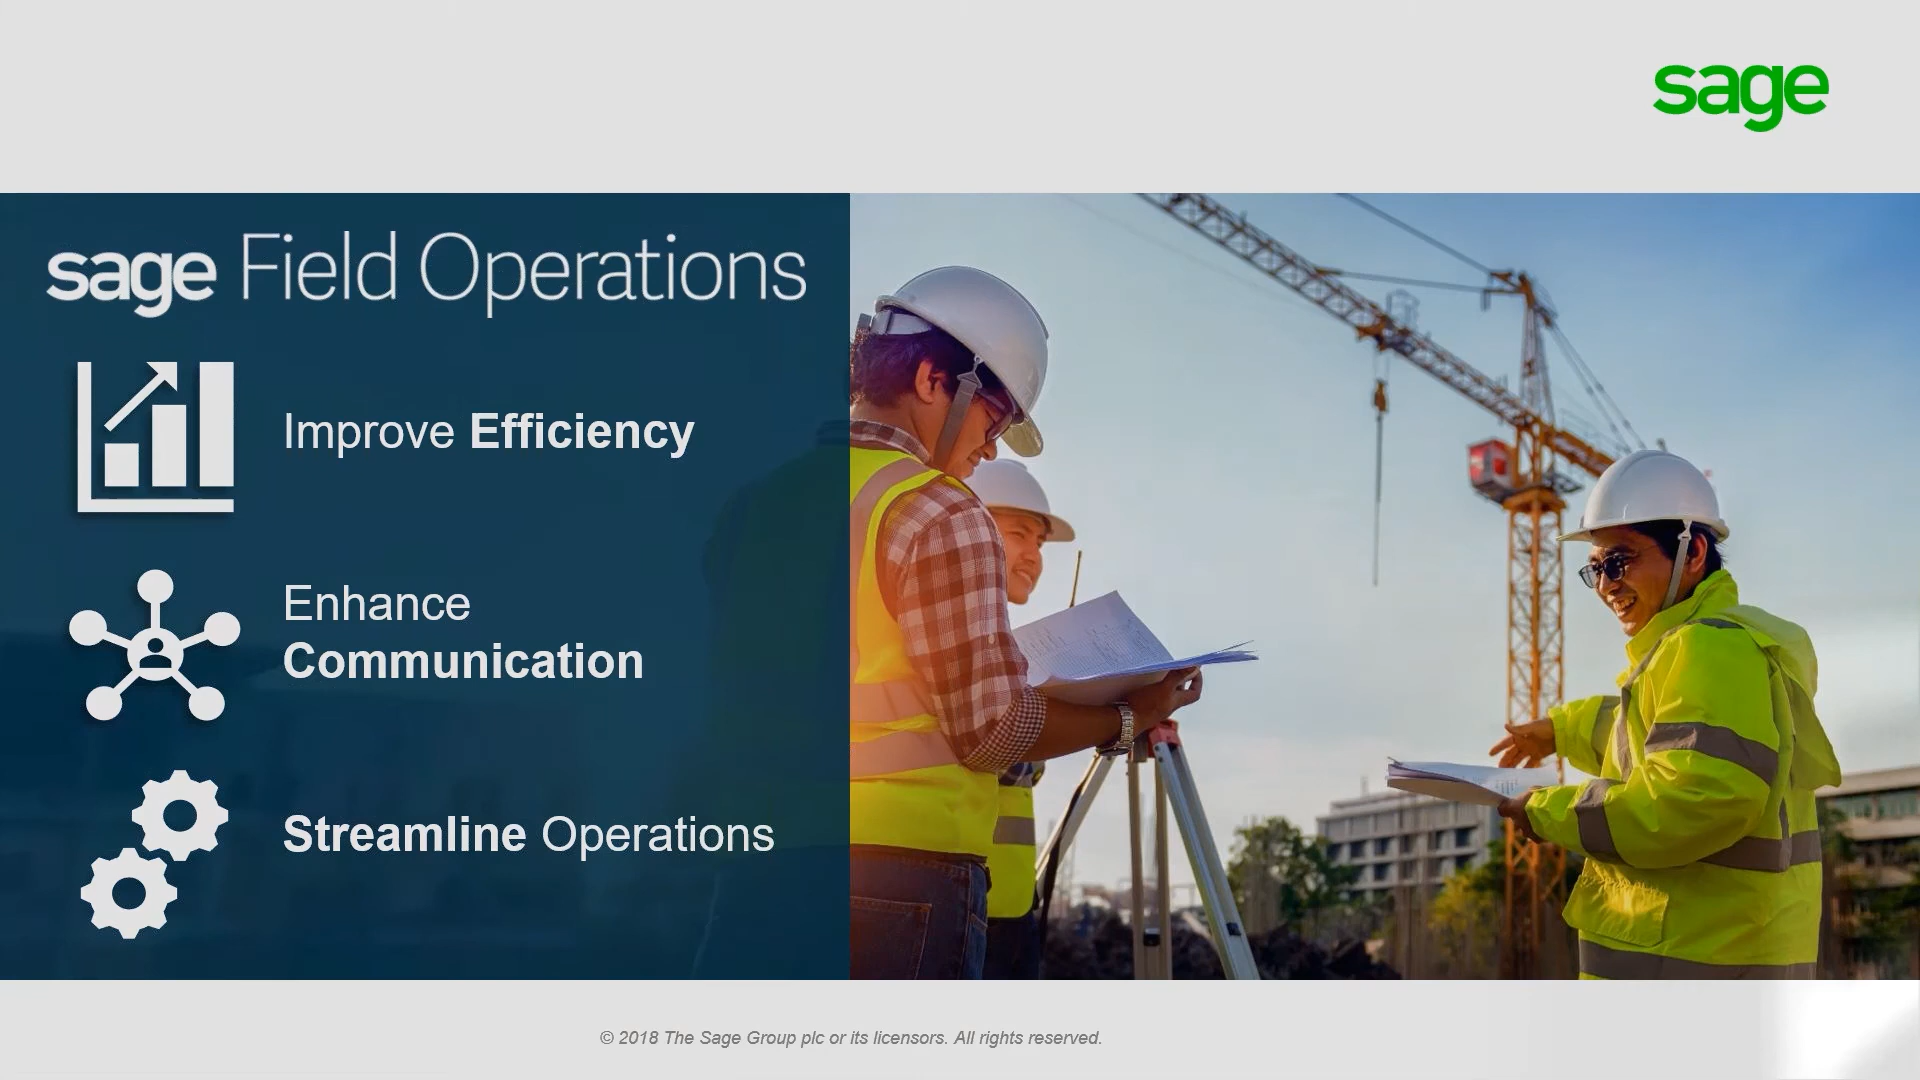 sage
sage Field Operations
Improve Efficiency
Enhance
Communication
Streamline Operations
© 2018 The Sage Group plc or its licensors. All rights reserved.